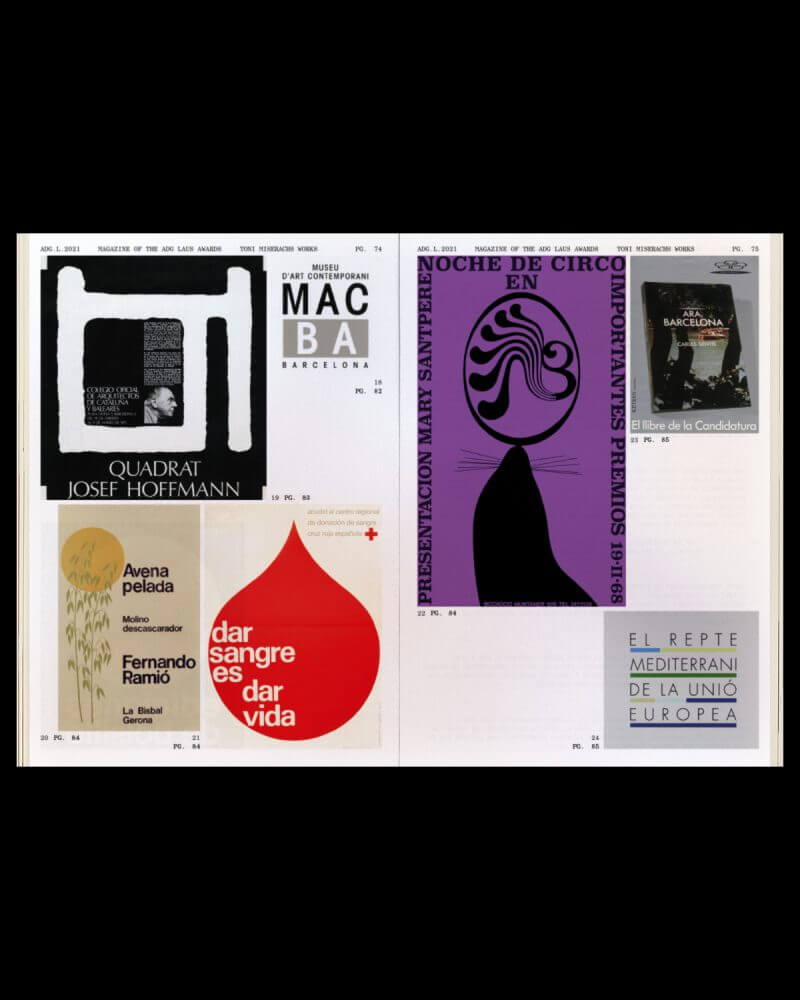 ADG.L.2021 MAGAZINE OF THE ADG LAUS AWARDS TONI MISERACHS WORKS PG. 74
COLEGIO OFICIAL
DE ARQUITECTOS
DE CATALUÑA
Y BALEARES
QUADRAT
JOSEF HOFFMANN
MUSEU
D'ART CONTEMPORANI
MAC
BA
BARCELONA
18
PG. 82
19 PG. 83
Avena
pelada
Molino
descascarador
Fernando
Ramió
La Bisbal
Gerona
acudid al centro regional
de donación de sangre
cruz roja española
dar
sangre
es
dar
vida
20 PG. 84
21
PG. 84
ADG.L.2021 MAGAZINE OF THE ADG LAUS AWARDS TONI MISERACHS WORKS PG. 75
NOCHE DE CIRCO
EN
PRESENTACION MARY SANTPERE
IMPORTANTES PREMIOS 19·II·68
22 PG. 84
ARA,
BARCELONA
CARLES SENTÍS
El llibre de la Candidatura
23 PG. 85
EL REPTE
MEDITERRANI
DE LA UNIÓ
EUROPEA
24
PG. 85